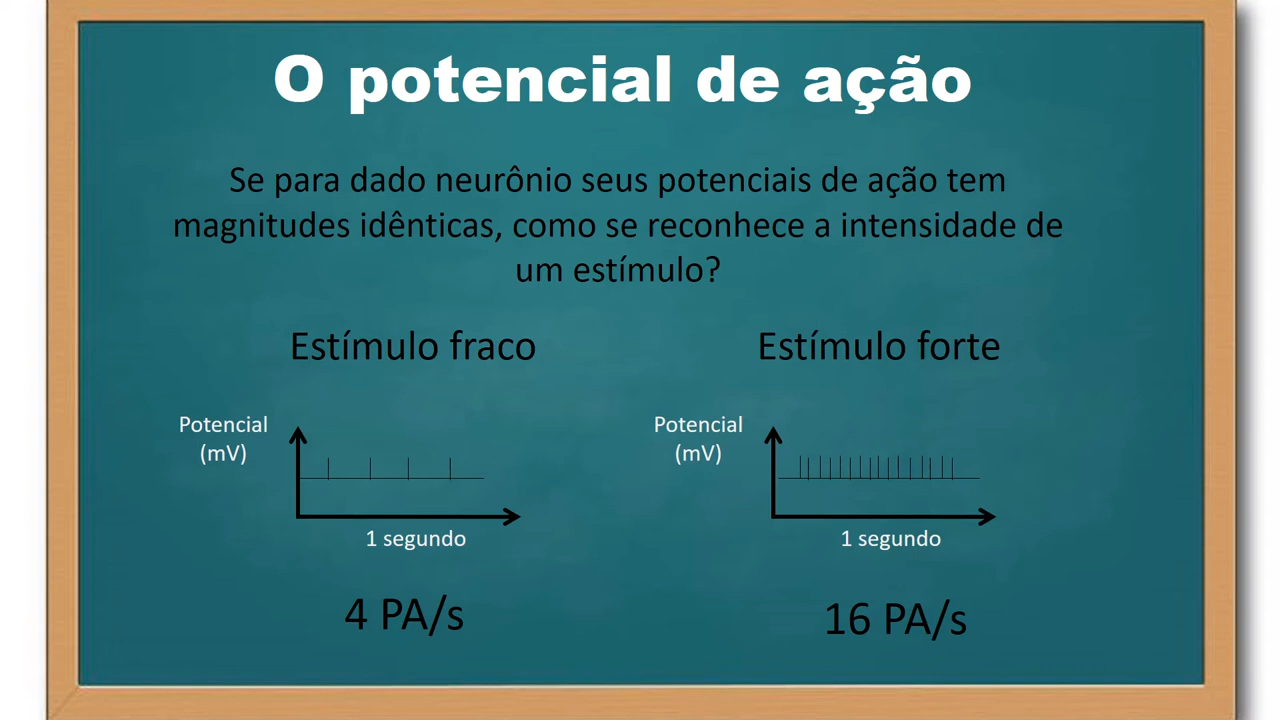 O potencial de ação
Se para dado neurônio seus potenciais de ação tem
magnitudes idênticas, como se reconhece a intensidade de
um estímulo?
Estímulo fraco
Estímulo forte
Potencial
(mV)
1 segundo
Potencial
(mV)
1 segundo
4 PA/s
16 PA/s